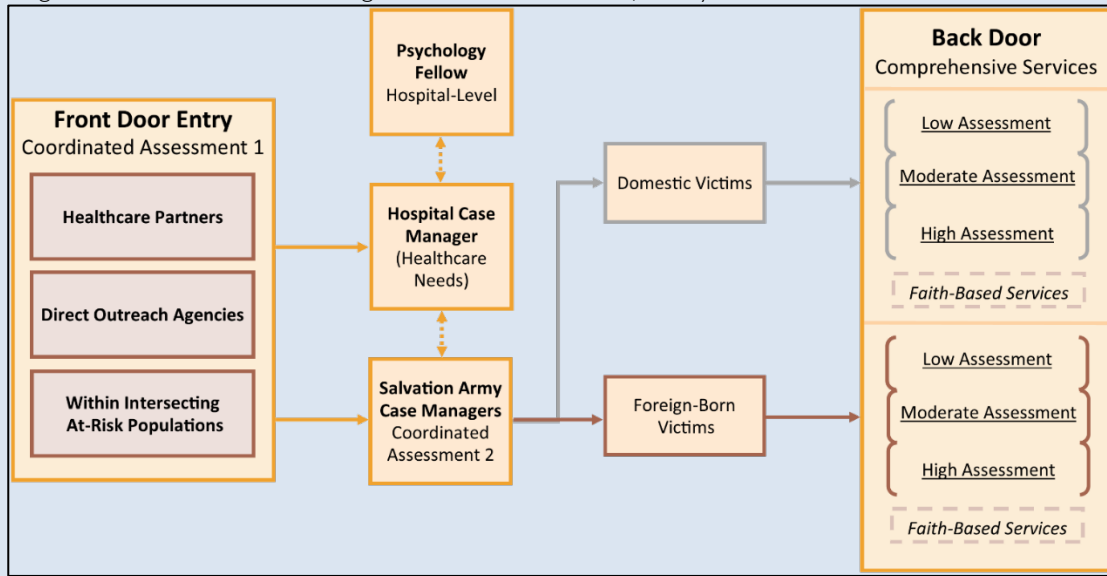 Front Door Entry
Coordinated Assessment 1
Healthcare Partners
Direct Outreach Agencies
Within Intersecting
At-Risk Populations
Psychology
Fellow
Hospital-Level
Hospital Case
Manager
(Healthcare
Needs)
Salvation Army
Case Managers
Coordinated
Assessment 2
Domestic Victims
Foreign-Born
Victims
Back Door
Comprehensive Services
Low Assessment
Moderate Assessment
High Assessment
Faith-Based Services
Low Assessment
Moderate Assessment
High Assessment
Faith-Based Services